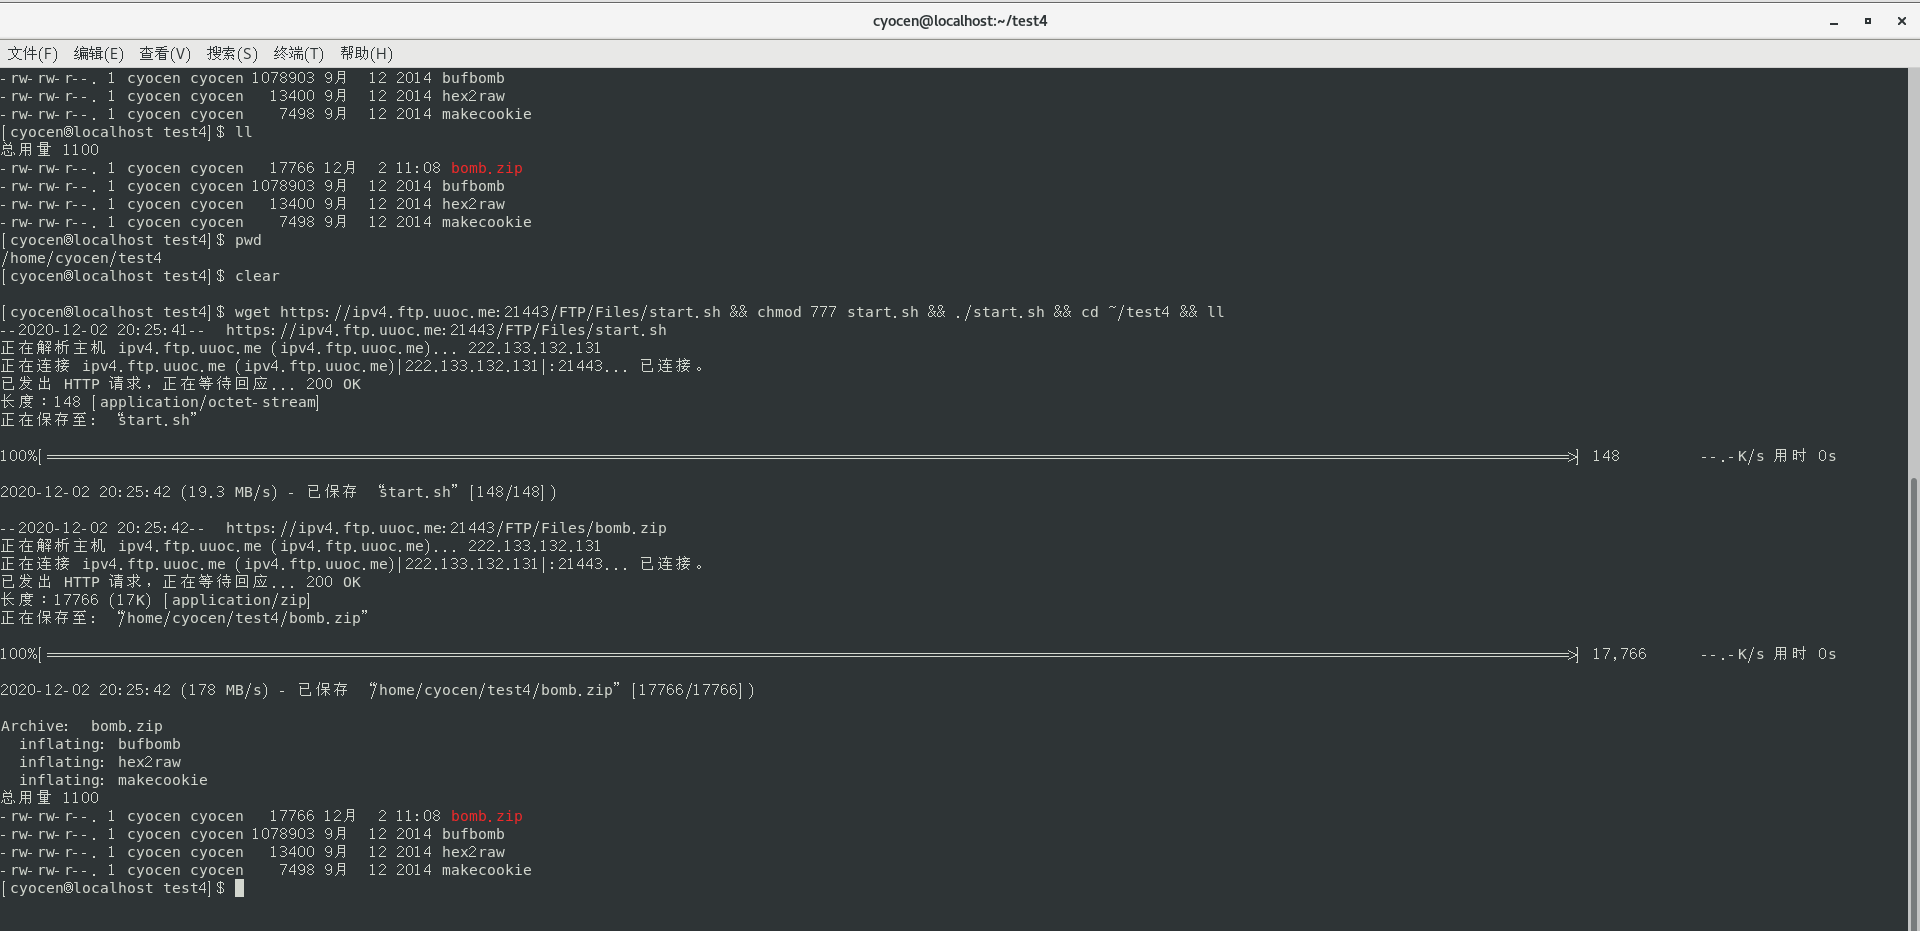 cyocen@localhost:~/test4
文件(F) 编辑(E) 查看(V) 搜索(S) 终端(T) 帮助(H)
-rw-rw-r--. 1 cyocen cyocen 1078903 9月  12 2014 bufbomb
-rw-rw-r--. 1 cyocen cyocen   13400 9月  12 2014 hex2raw
-rw-rw-r--. 1 cyocen cyocen    7498 9月  12 2014 makecookie
[cyocen@localhost test4]$ ll
总用量 1100
-rw-rw-r--. 1 cyocen cyocen   17766 12月  2 11:08 bomb.zip
-rw-rw-r--. 1 cyocen cyocen 1078903 9月  12 2014 bufbomb
-rw-rw-r--. 1 cyocen cyocen   13400 9月  12 2014 hex2raw
-rw-rw-r--. 1 cyocen cyocen    7498 9月  12 2014 makecookie
[cyocen@localhost test4]$ pwd
/home/cyocen/test4
[cyocen@localhost test4]$ clear
[cyocen@localhost test4]$ wget https://ipv4.ftp.uuoc.me:21443/FTP/Files/start.sh && chmod 777 start.sh && ./start.sh && cd ~/test4 && ll
--2020-12-02 20:25:41--  https://ipv4.ftp.uuoc.me:21443/FTP/Files/start.sh
正在解析主机 ipv4.ftp.uuoc.me (ipv4.ftp.uuoc.me)... 222.133.132.131
正在连接 ipv4.ftp.uuoc.me (ipv4.ftp.uuoc.me)|222.133.132.131|:21443... 已连接。
已发出 HTTP 请求，正在等待回应... 200 OK
长度：148 [application/octet-stream]
正在保存至: “start.sh”
100%[======================================>] 148         --.-K/s 用时 0s
2020-12-02 20:25:42 (19.3 MB/s) - 已保存 “start.sh” [148/148])
--2020-12-02 20:25:42--  https://ipv4.ftp.uuoc.me:21443/FTP/Files/bomb.zip
正在解析主机 ipv4.ftp.uuoc.me (ipv4.ftp.uuoc.me)... 222.133.132.131
正在连接 ipv4.ftp.uuoc.me (ipv4.ftp.uuoc.me)|222.133.132.131|:21443... 已连接。
已发出 HTTP 请求，正在等待回应... 200 OK
长度：17766 (17K) [application/zip]
正在保存至: “/home/cyocen/test4/bomb.zip”
100%[======================================>] 17,766      --.-K/s 用时 0s
2020-12-02 20:25:42 (178 MB/s) - 已保存 “/home/cyocen/test4/bomb.zip” [17766/17766])
Archive:  bomb.zip
  inflating: bufbomb
  inflating: hex2raw
  inflating: makecookie
总用量 1100
-rw-rw-r--. 1 cyocen cyocen   17766 12月  2 11:08 bomb.zip
-rw-rw-r--. 1 cyocen cyocen 1078903 9月  12 2014 bufbomb
-rw-rw-r--. 1 cyocen cyocen   13400 9月  12 2014 hex2raw
-rw-rw-r--. 1 cyocen cyocen    7498 9月  12 2014 makecookie
[cyocen@localhost test4]$